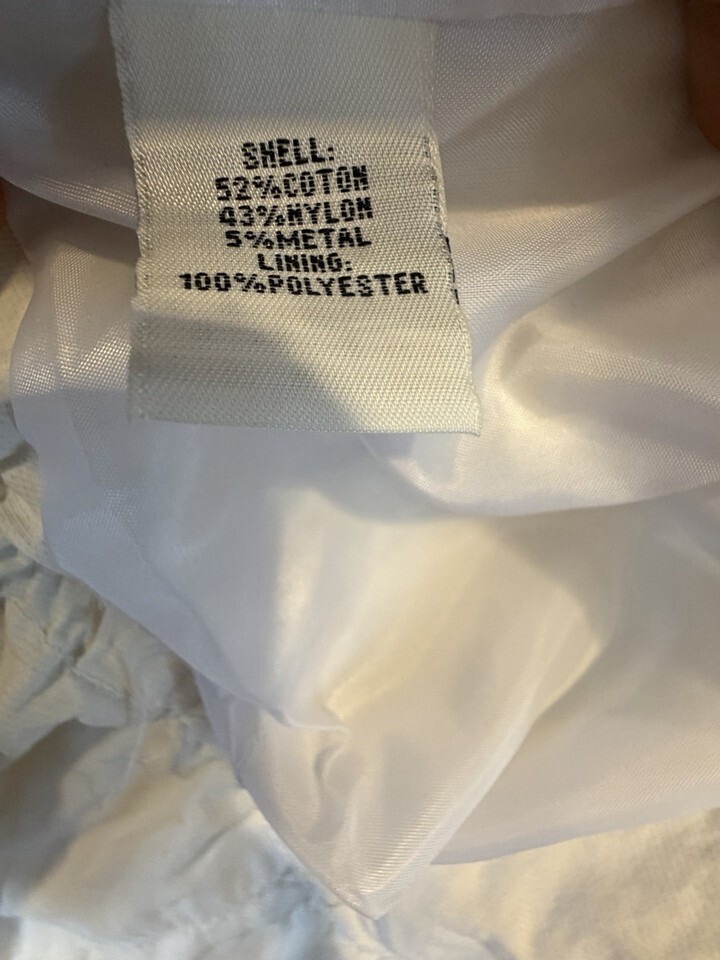 SHELL:
52%COTON
43%NYLON
5%METAL
LINING:
100%POLYESTER